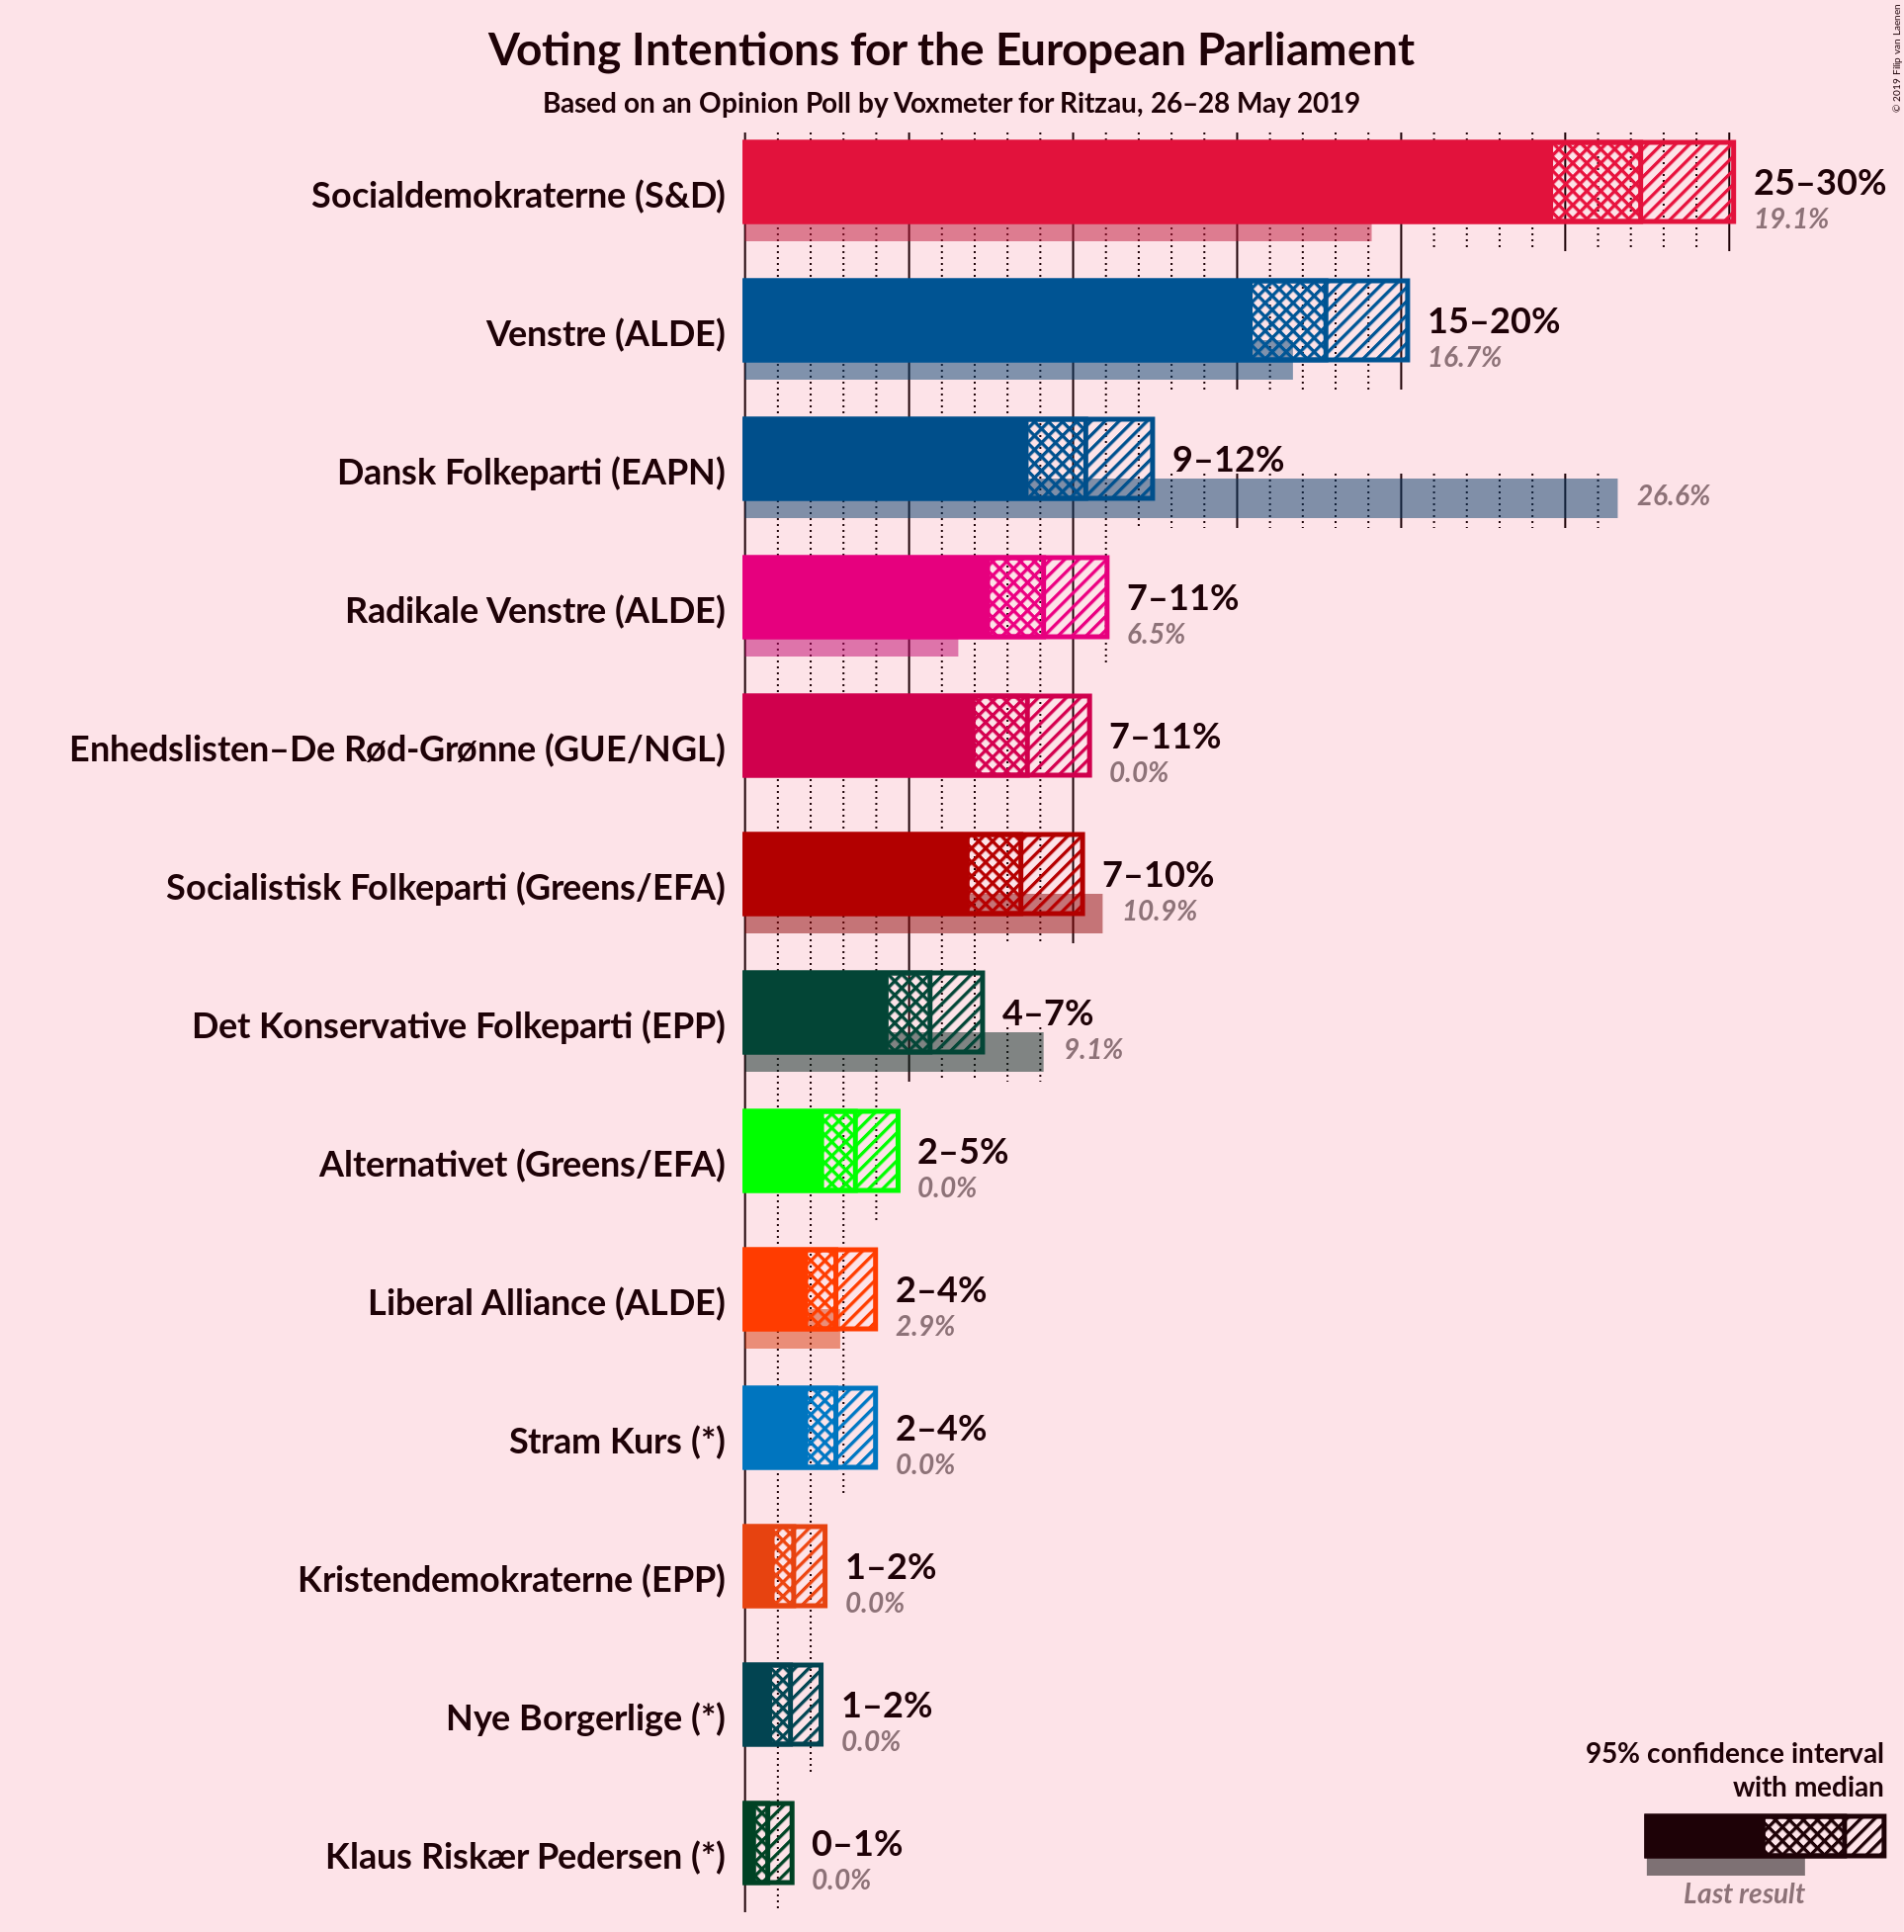 Voting Intentions for the European Parliament
Based on an Opinion Poll by Voxmeter for Ritzau, 26–28 May 2019
© 2019 Filip van Laenen
Socialdemokraterne (S&D)
25–30%
19.1%
Venstre (ALDE)
15–20%
16.7%
Dansk Folkeparti (EAPN)
9–12%
26.6%
Radikale Venstre (ALDE)
7–11%
6.5%
Enhedslisten–De Rød-Grønne (GUE/NGL)
7–11%
0.0%
Socialistisk Folkeparti (Greens/EFA)
7–10%
10.9%
Det Konservative Folkeparti (EPP)
4–7%
9.1%
Alternativet (Greens/EFA)
2–5%
0.0%
Liberal Alliance (ALDE)
2–4%
2.9%
Stram Kurs (*)
2–4%
0.0%
Kristendemokraterne (EPP)
1–2%
0.0%
Nye Borgerlige (*)
1–2%
0.0%
Klaus Riskær Pedersen (*)
0–1%
0.0%
95% confidence interval
with median
Last result